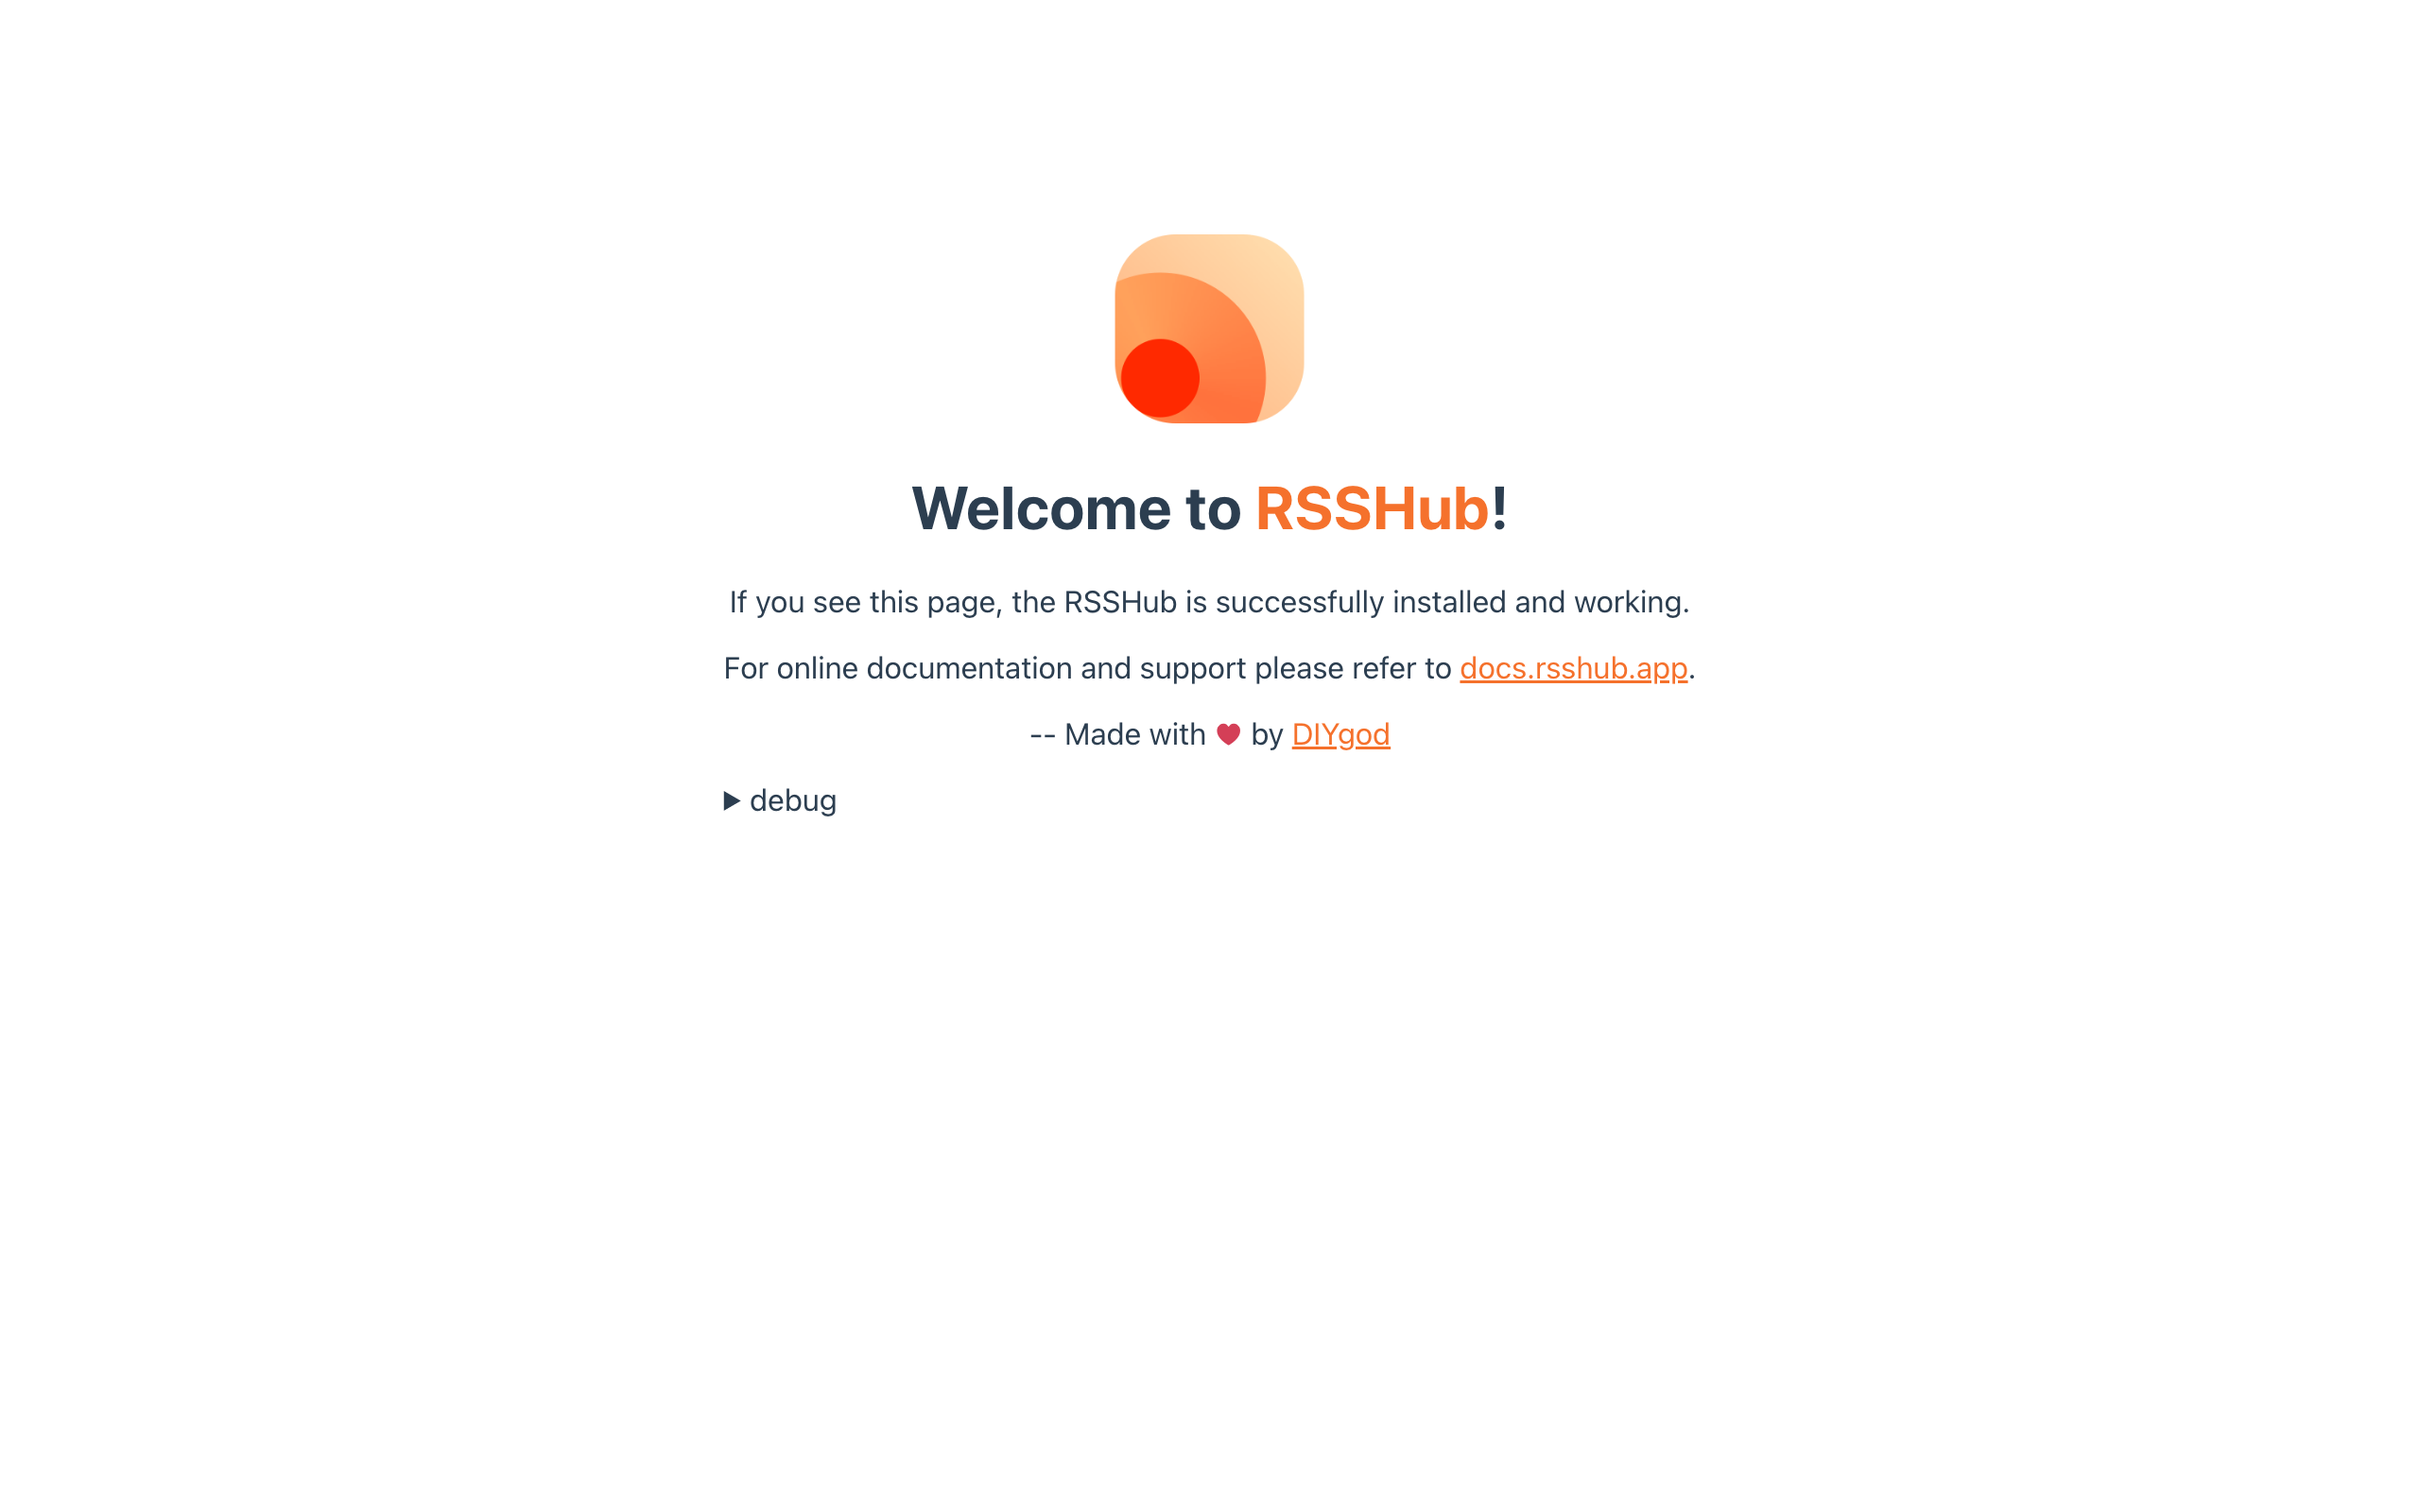 Welcome to RSSHub!
If you see this page, the RSSHub is successfully installed and working.
For online documentation and support please refer to docs.rsshub.app.
-- Made with ❤️ by DIYgod
▶ debug